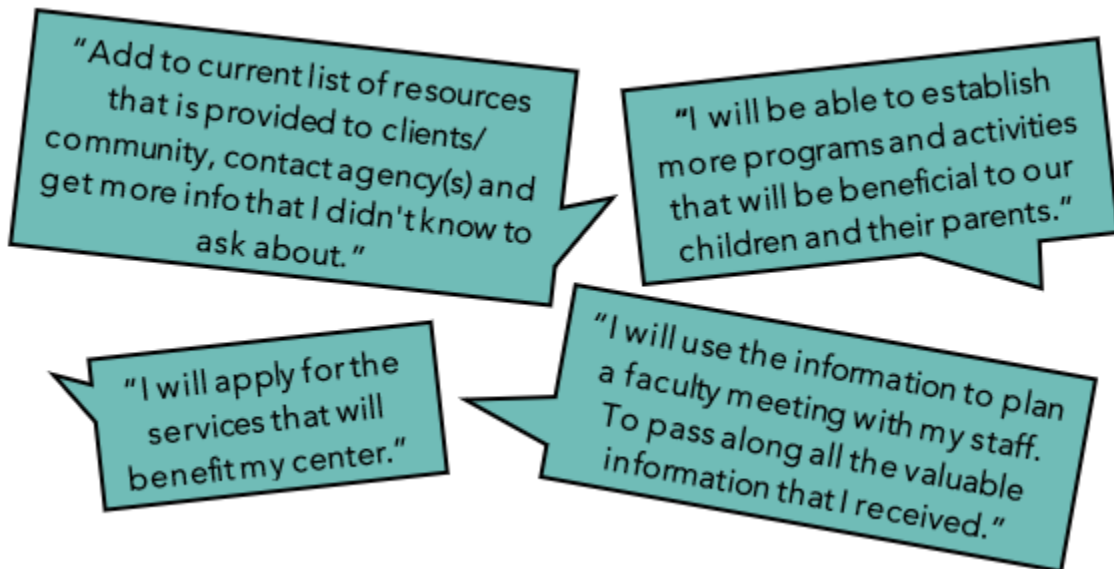 "Add to current list of resources
that is provided to clients/
community, contact agency(s) and
get more info that I didn't know to
ask about."
"I will be able to establish
more programs and activities
that will be beneficial to our
children and their parents."
"I will apply for the
services that will
benefit my center."
"I will use the information to plan
a faculty meeting with my staff.
To pass along all the valuable
information that I received."